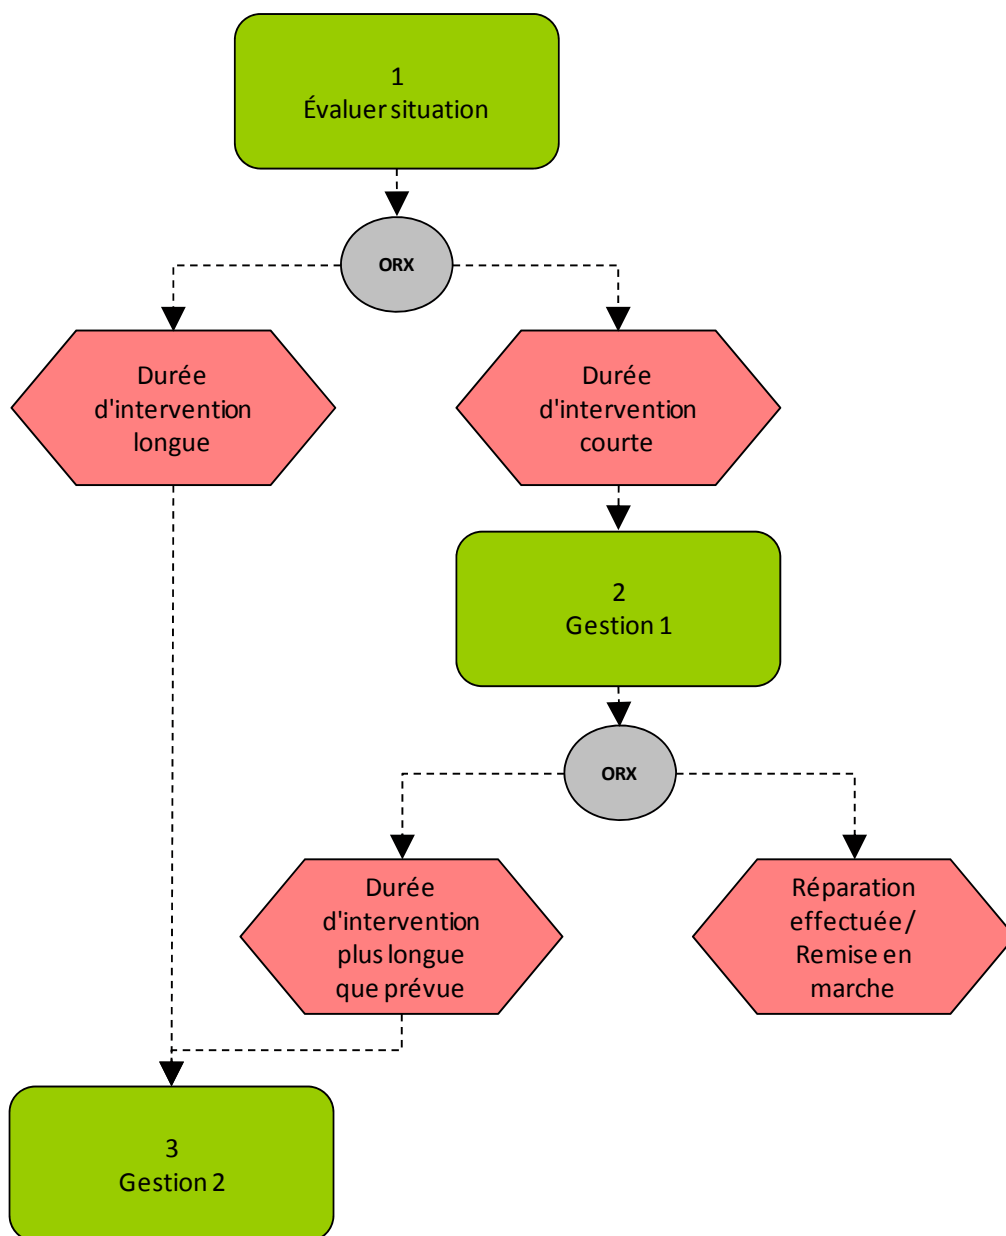 1
Évaluer situation
ORX
Durée
d'intervention
longue
Durée
d'intervention
courte
2
Gestion 1
ORX
Durée
d'intervention
plus longue
que prévue
Réparation
effectuée/
Remise en
marche
3
Gestion 2